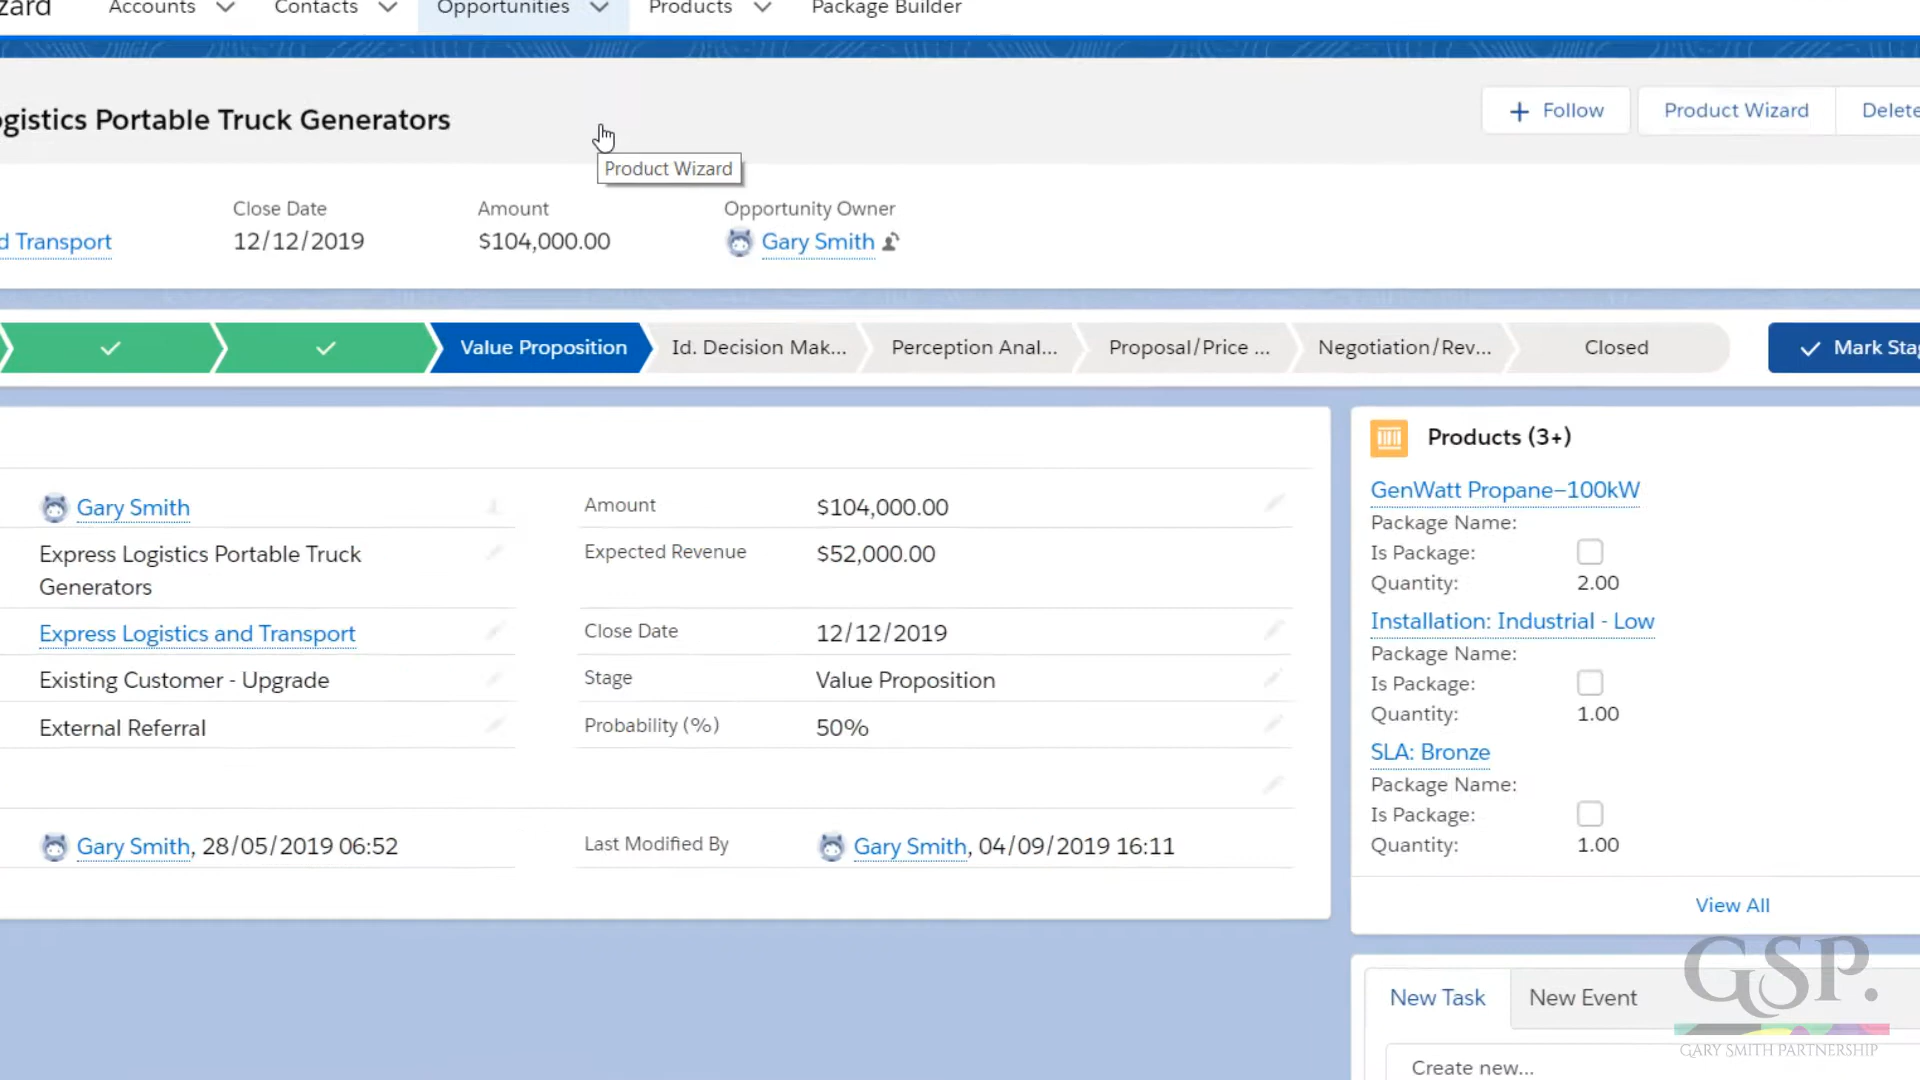 zard Accounts Contacts Opportunities Products Package Builder
gistics Portable Truck Generators
Follow Product Wizard Delete
Product Wizard
Close Date Amount Opportunity Owner
d Transport 12/12/2019 $104,000.00 Gary Smith
Value Proposition Id. Decision Mak... Perception Anal... Proposal/Price ... Negotiation/Rev... Closed Mark Stag
Products (3+)
Gary Smith Amount $104,000.00
Express Logistics Portable Truck
Generators
Expected Revenue $52,000.00
Express Logistics and Transport Close Date 12/12/2019
Existing Customer - Upgrade Stage Value Proposition
External Referral Probability (%) 50%
Gary Smith, 28/05/2019 06:52 Last Modified By Gary Smith, 04/09/2019 16:11
GenWatt Propane–100kW
Package Name:
Is Package:
Quantity: 2.00
Installation: Industrial - Low
Package Name:
Is Package:
Quantity: 1.00
SLA: Bronze
Package Name:
Is Package:
Quantity: 1.00
View All
New Task New Event
Create new...
GSP.
GARY SMITH PARTNERSHIP